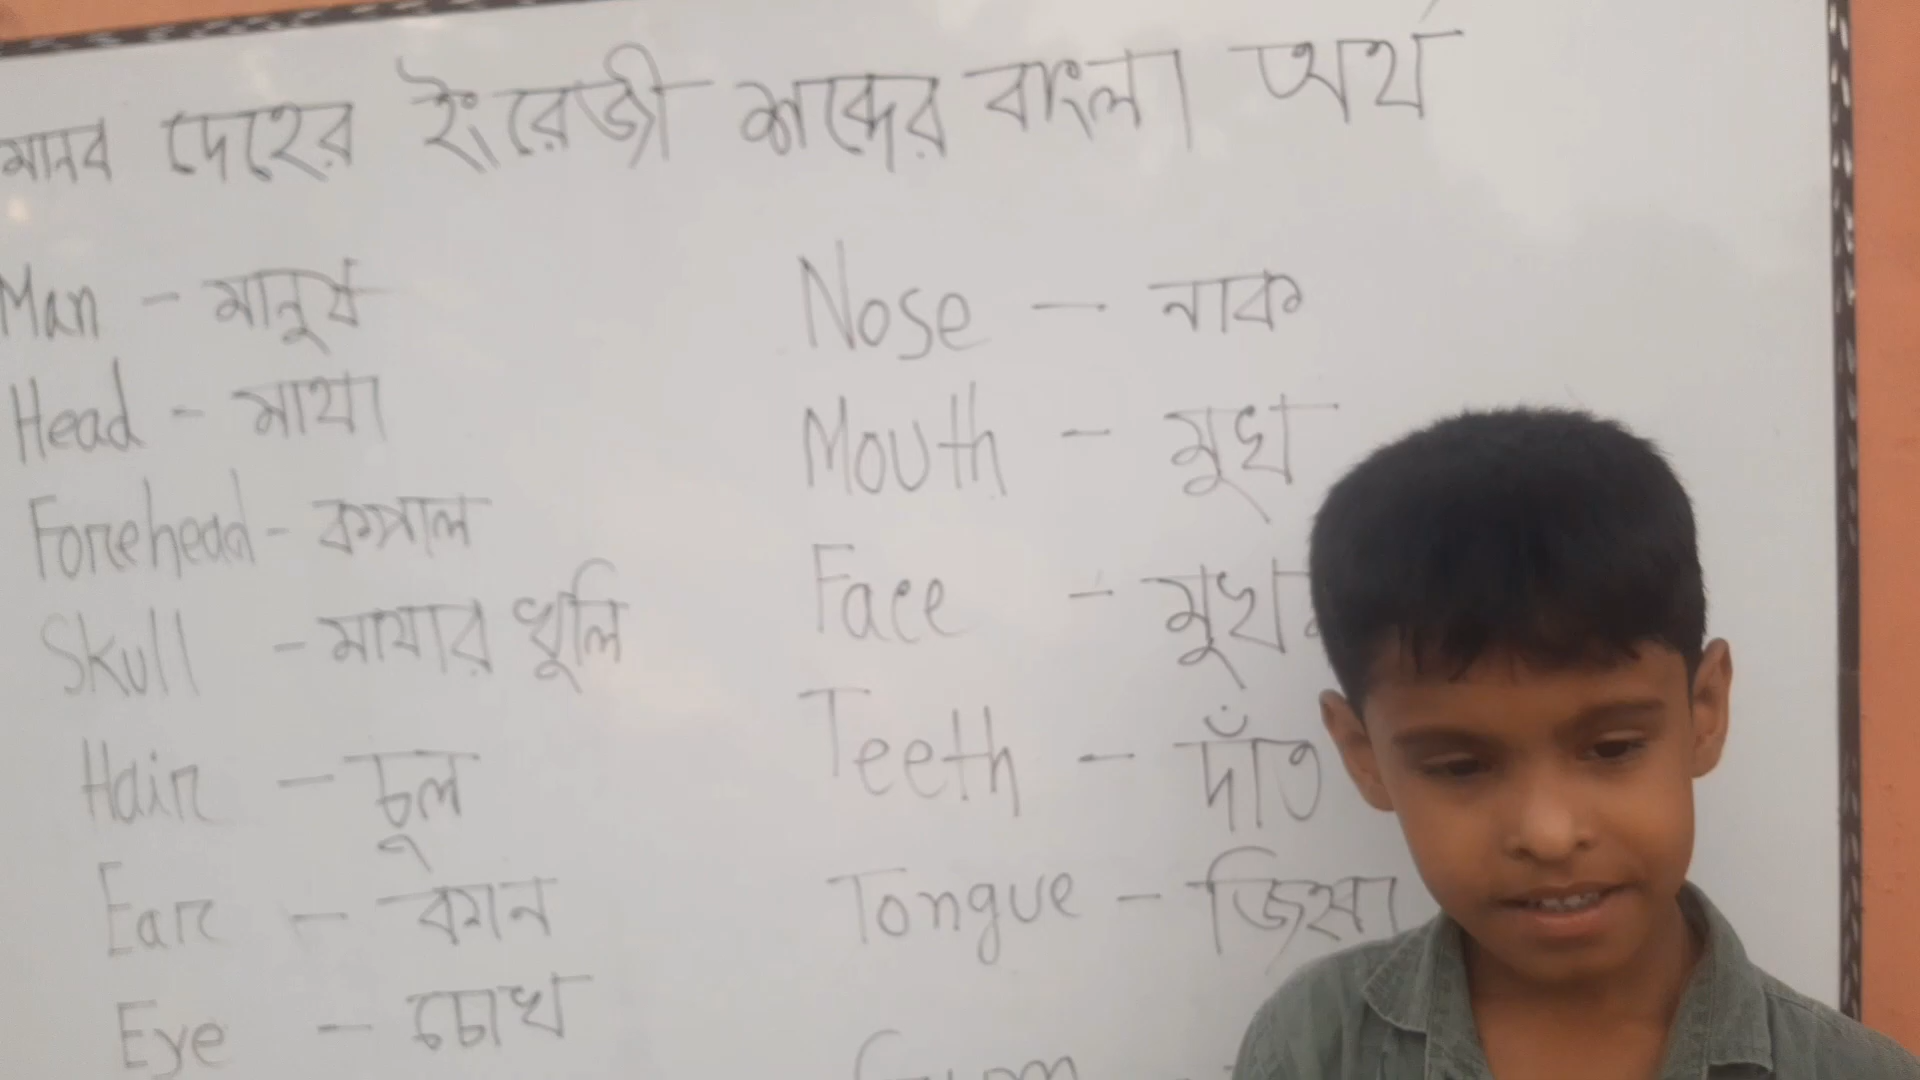 মানব দেহের ইংরেজী শব্দের বাংলা অর্থ
Man - মানুষ
Head - মাথা
Forehead - কপাল
Skull - মাথার খুলি
Hair - চুল
Ear - কান
Eye - চোখ
Nose - নাক
Mouth - মুখ
Face -
Teeth - দাঁত
Tongue - জিহ্বা